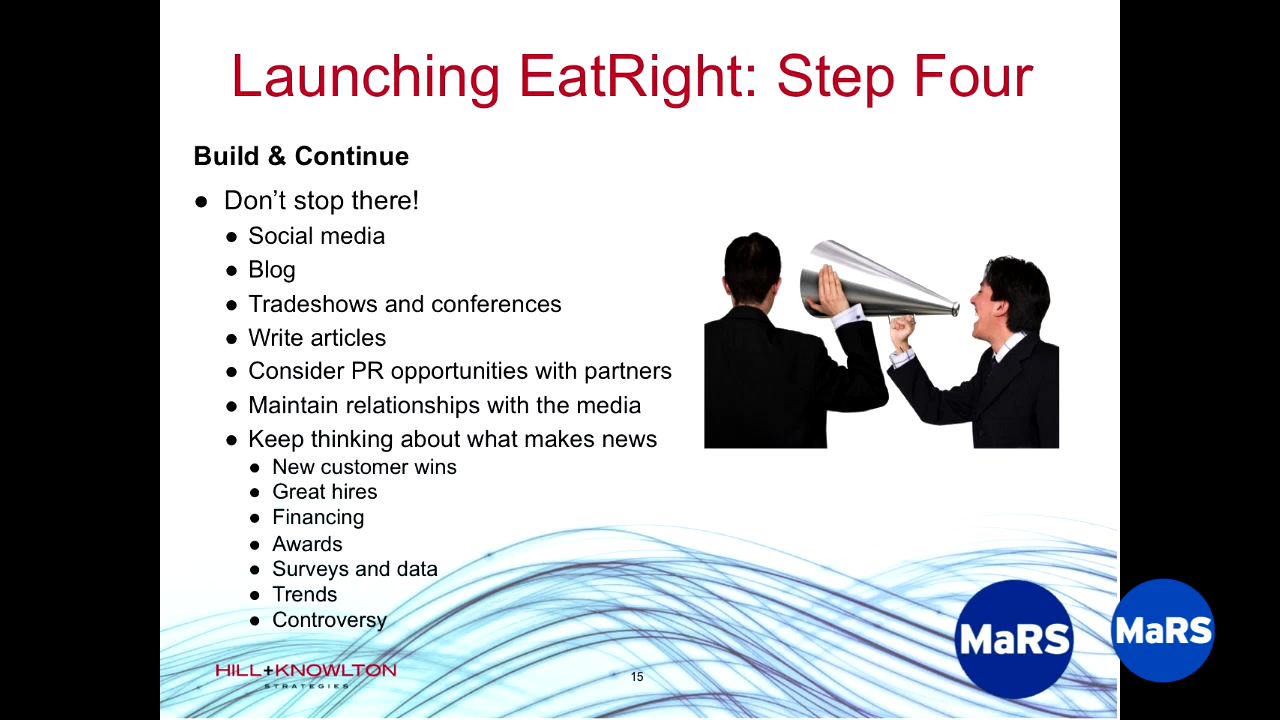 Launching EatRight: Step Four
Build & Continue
● Don’t stop there!
● Social media
● Blog
● Tradeshows and conferences
● Write articles
● Consider PR opportunities with partners
● Maintain relationships with the media
● Keep thinking about what makes news
● New customer wins
● Great hires
● Financing
● Awards
● Surveys and data
● Trends
● Controversy
HILL+KNOWLTON
STRATEGIES
15
MaRS
MaRS